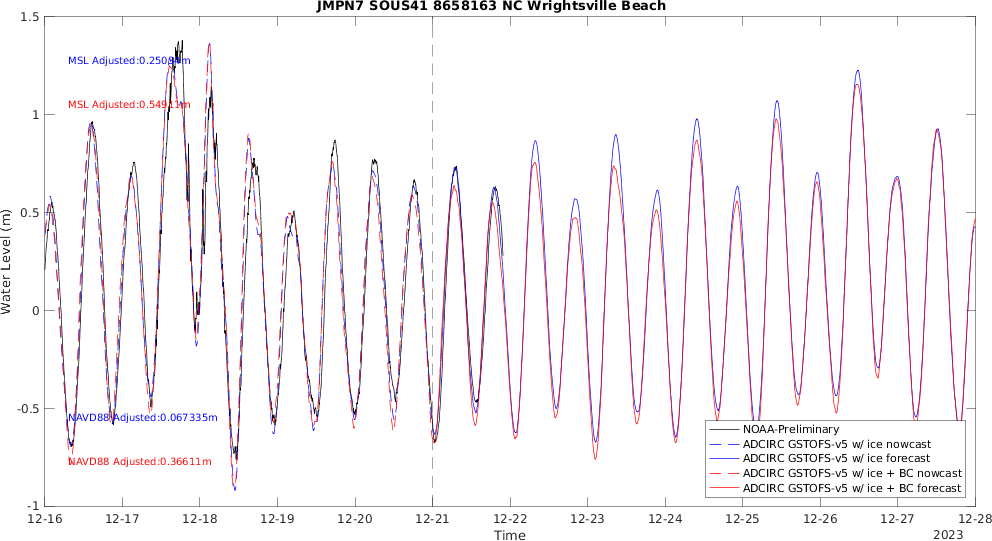 JMPN7 SOUS41 8658163 NC Wrightsville Beach
Water Level (m)
1.5
1
0.5
0
-0.5
-1
MSL Adjusted:
MSL Adjusted:
NAVD88 Adjusted:0.067335m
NAVD88 Adjusted:0.36611m
NOAA-Preliminary
ADCIRC GSTOFS-v5 w/ ice nowcast
ADCIRC GSTOFS-v5 w/ ice forecast
ADCIRC GSTOFS-v5 w/ ice + BC nowcast
ADCIRC GSTOFS-v5 w/ ice + BC forecast
12-16 12-17 12-18 12-19 12-20 12-21 12-22 12-23 12-24 12-25 12-26 12-27 12-28
Time
2023